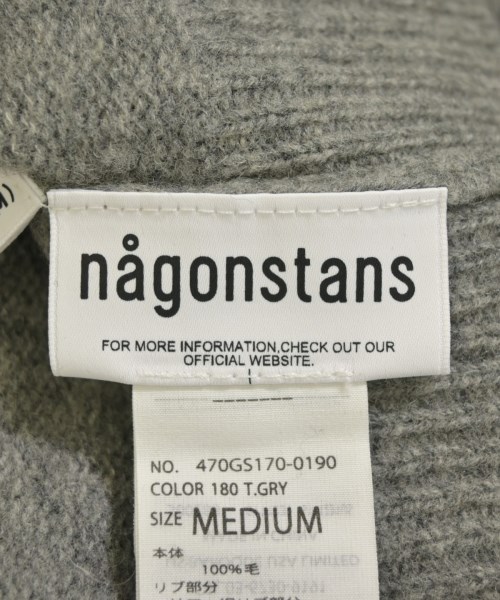 någonstans
FOR MORE INFORMATION,CHECK OUT OUR
OFFICIAL WEBSITE.
NO. 470GS170-0190
COLOR 180 T.GRY
SIZE MEDIUM
本体
100%毛
リブ部分